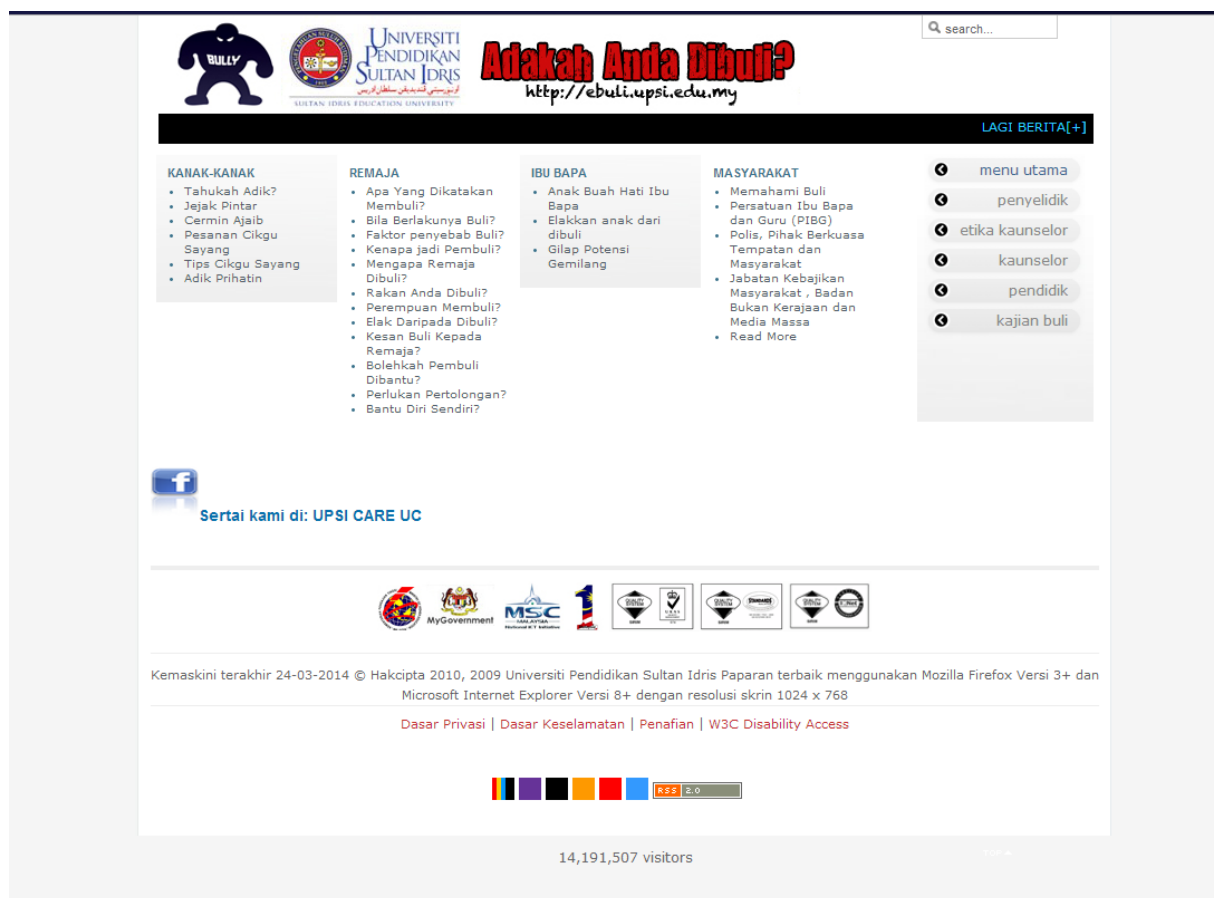 BULLY
UNIVERSITI
PENDIDIKAN
SULTAN IDRIS
اونيۏرسيتي ڤنديديقن سلطان ادريس
SULTAN IDRIS EDUCATION UNIVERSITY
Adakah Anda Dibuli?
http://ebuli.upsi.edu.my
search...
LAGI BERITA[+]
KANAK-KANAK
Tahukah Adik?
Jejak Pintar
Cermin Ajaib
Pesanan Cikgu
Sayang
Tips Cikgu Sayang
Adik Prihatin
REMAJA
Apa Yang Dikatakan
Membuli?
Bila Berlakunya Buli?
Faktor penyebab Buli?
Kenapa jadi Pembuli?
Mengapa Remaja
Dibuli?
Rakan Anda Dibuli?
Perempuan Membuli?
Elak Daripada Dibuli?
Kesan Buli Kepada
Remaja?
Bolehkah Pembuli
Dibantu?
Perlukan Pertolongan?
Bantu Diri Sendiri?
IBU BAPA
Anak Buah Hati Ibu
Bapa
Elakkan anak dari
dibuli
Gilap Potensi
Gemilang
MASYARAKAT
Memahami Buli
Persatuan Ibu Bapa
dan Guru (PIBG)
Polis, Pihak Berkuasa
Tempatan dan
Masyarakat
Jabatan Kebajikan
Masyarakat , Badan
Bukan Kerajaan dan
Media Massa
Read More
menu utama
penyelidik
etika kaunselor
kaunselor
pendidik
kajian buli
Sertai kami di: UPSI CARE UC
MyGovernment
MSC
MALAYSIA
National ICT Initiative
1
Kemaskini terakhir 24-03-2014 © Hakcipta 2010, 2009 Universiti Pendidikan Sultan Idris Paparan terbaik menggunakan Mozilla Firefox Versi 3+ dan
Microsoft Internet Explorer Versi 8+ dengan resolusi skrin 1024 x 768
Dasar Privasi | Dasar Keselamatan | Penafian | W3C Disability Access
RSS 2.0
14,191,507 visitors